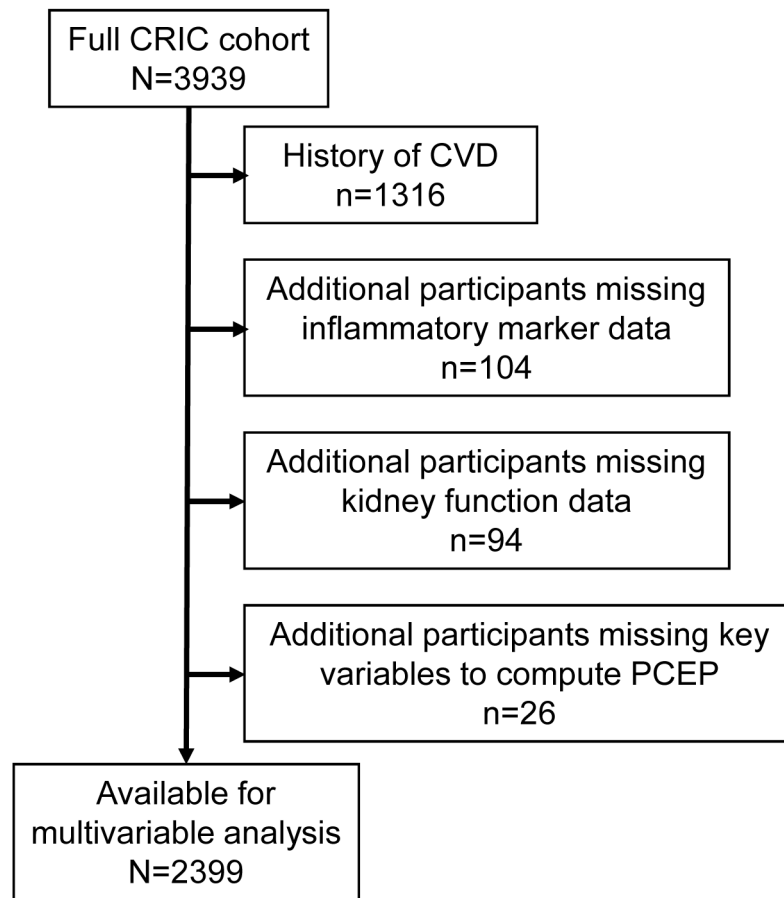 Full CRIC cohort
N=3939
History of CVD
n=1316
Additional participants missing
inflammatory marker data
n=104
Additional participants missing
kidney function data
n=94
Additional participants missing key
variables to compute PCEP
n=26
Available for
multivariable analysis
N=2399